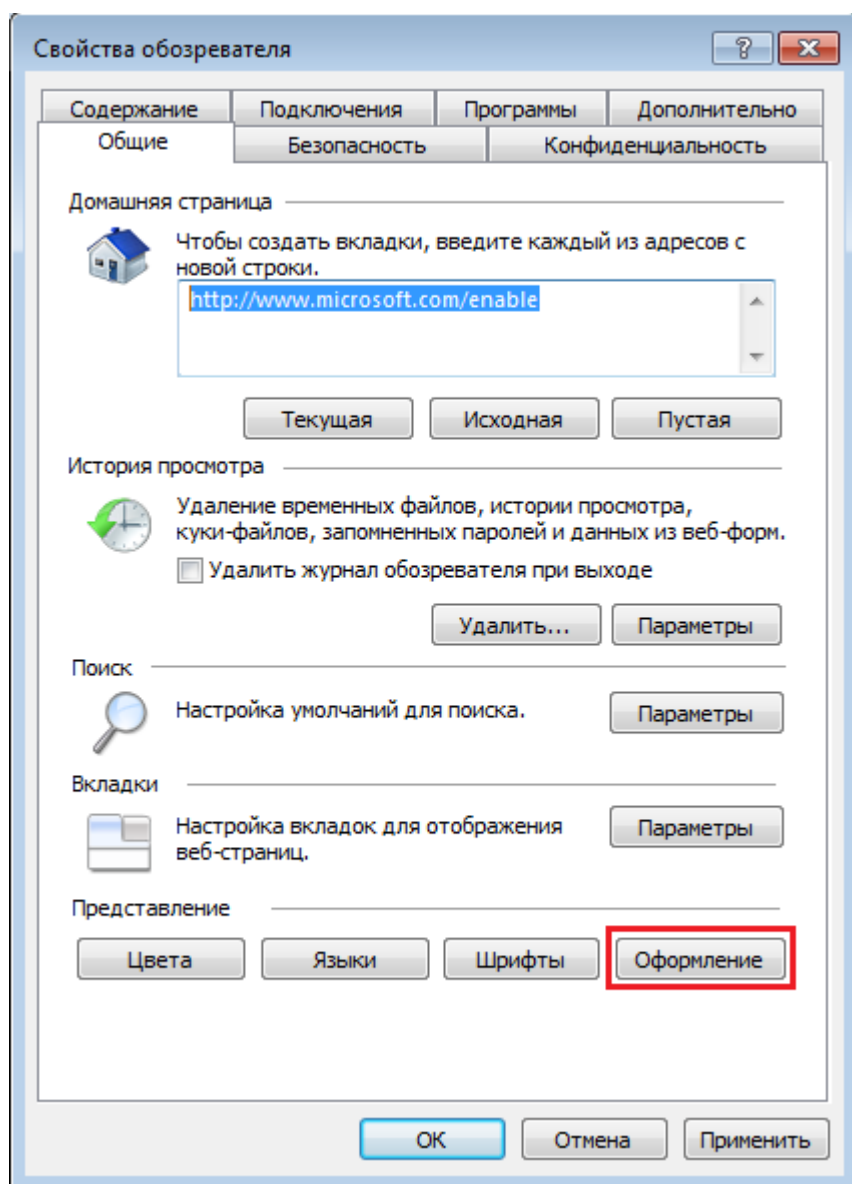 Свойства обозревателя
Содержание Подключения Программы Дополнительно
Общие Безопасность Конфиденциальность
Домашняя страница
Чтобы создать вкладки, введите каждый из адресов с
новой строки.
http://www.microsoft.com/enable
Текущая Исходная Пустая
История просмотра
Удаление временных файлов, истории просмотра,
куки-файлов, запомненных паролей и данных из веб-форм.
Удалить журнал обозревателя при выходе
Удалить... Параметры
Поиск
Настройка умолчаний для поиска. Параметры
Вкладки
Настройка вкладок для отображения
веб-страниц. Параметры
Представление
Цвета Языки Шрифты Оформление
ОК Отмена Применить